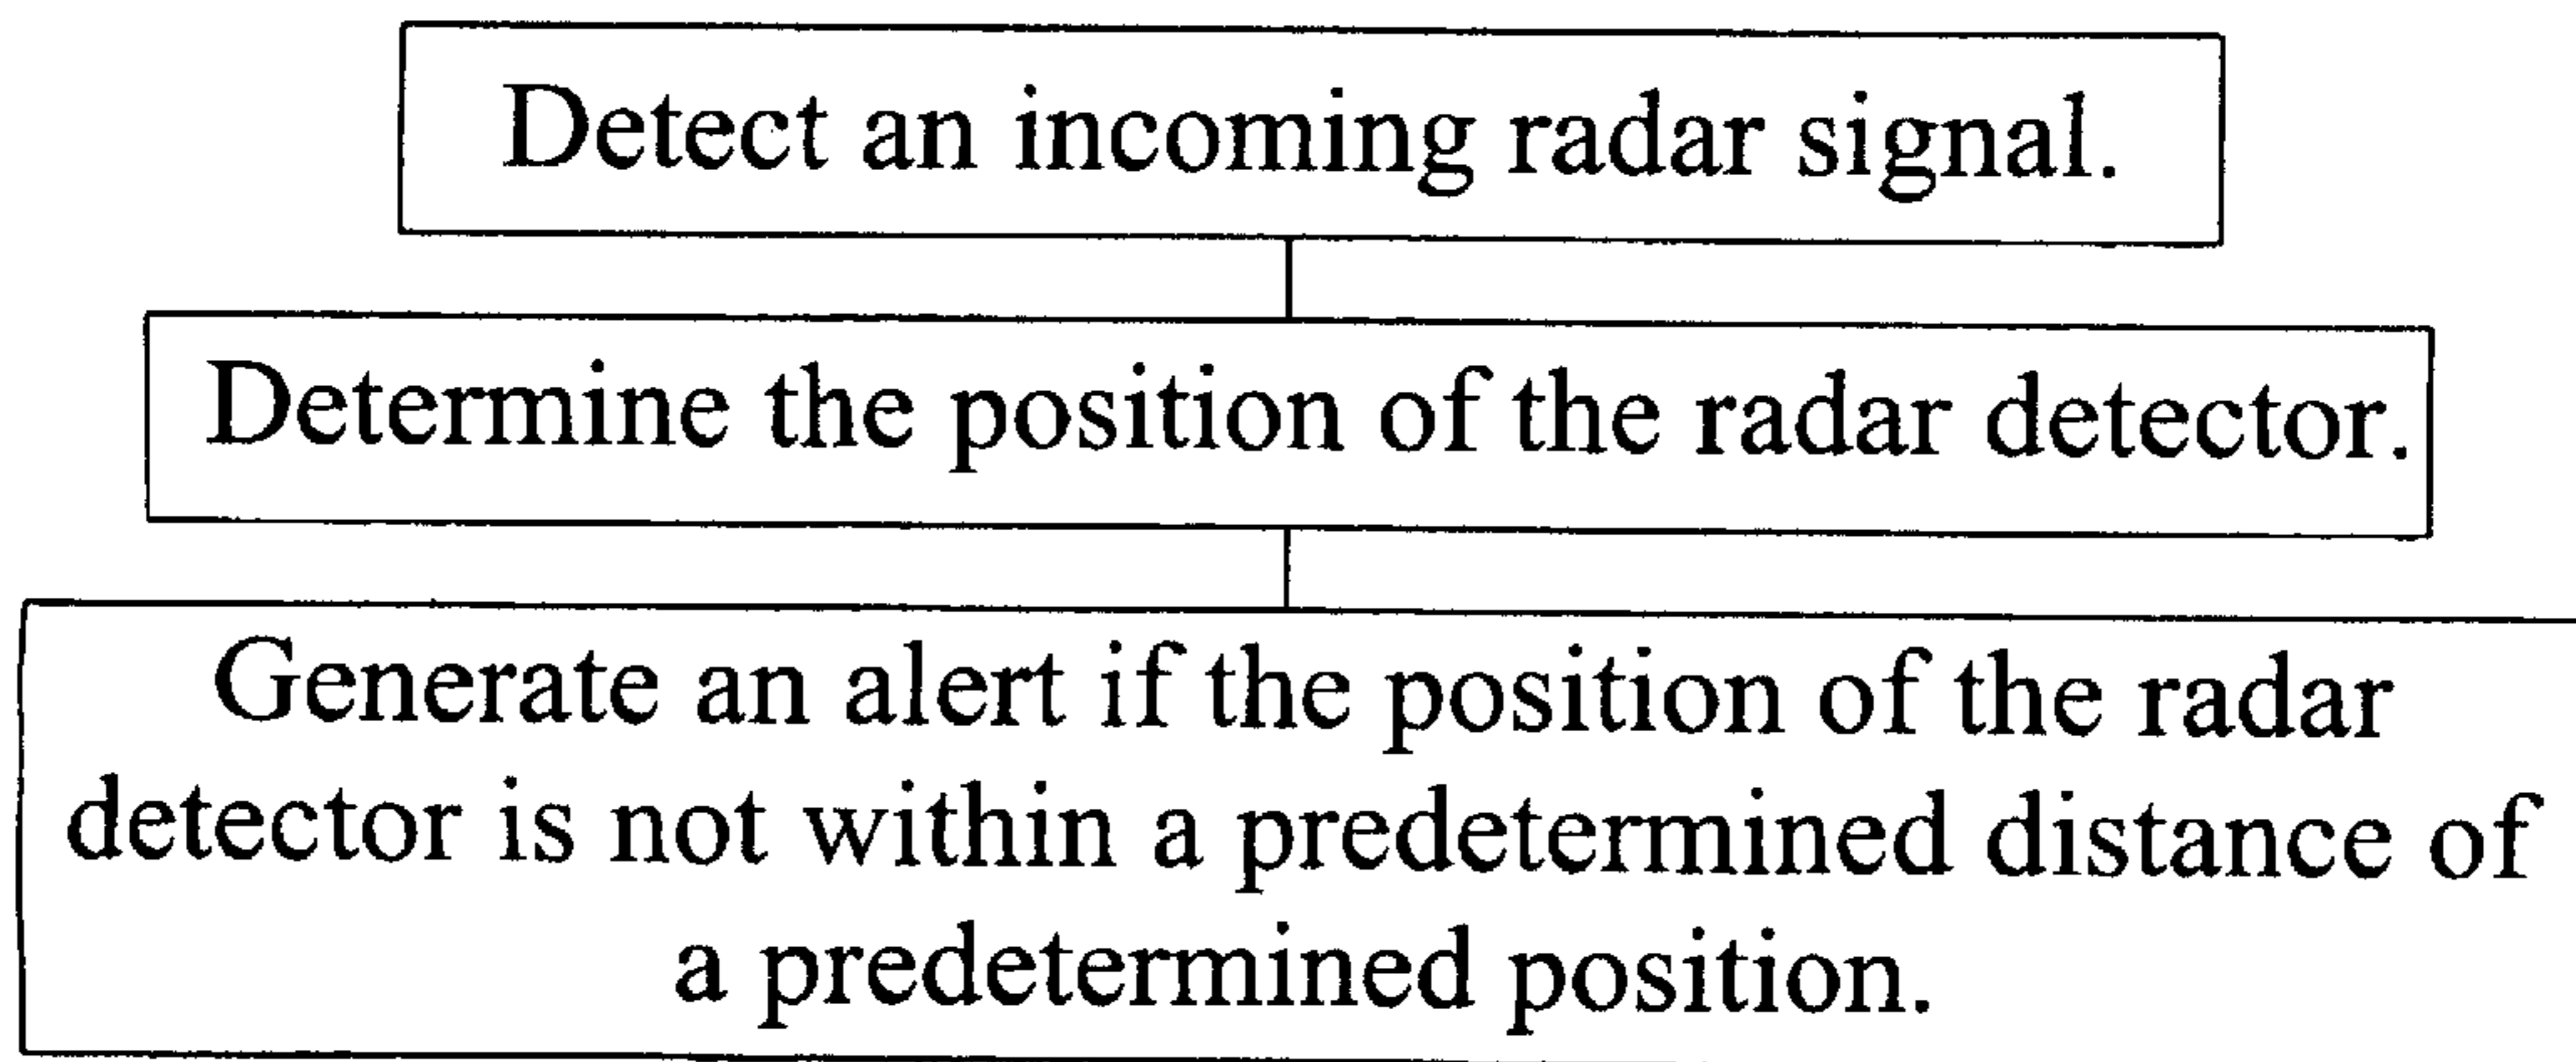 Detect an incoming radar signal.
Determine the position of the radar detector.
Generate an alert if the position of the radar
detector is not within a predetermined distance of
a predetermined position.